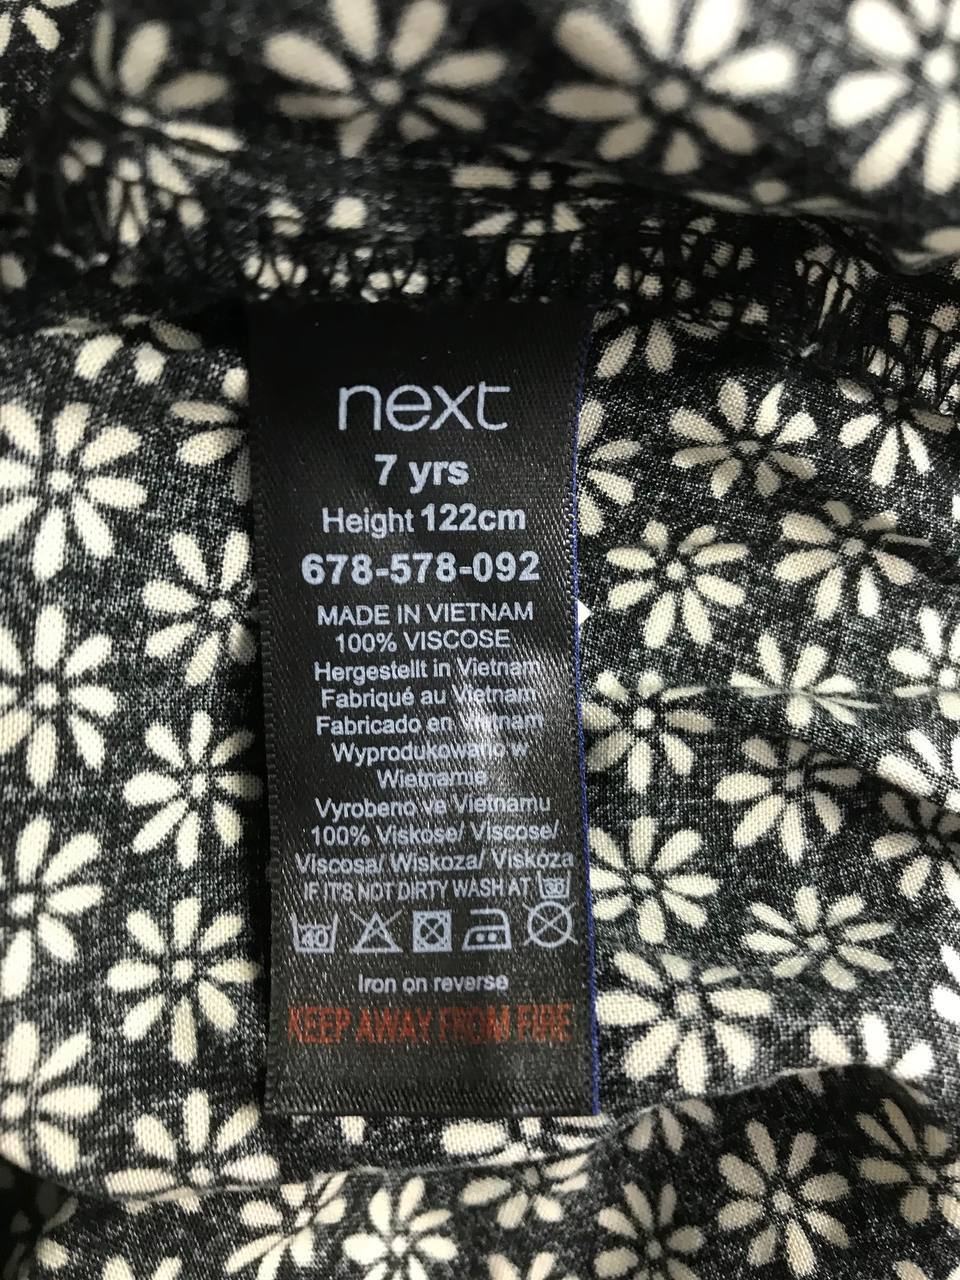 next
7 yrs
Height 122cm
678-578-092
MADE IN VIETNAM
100% VISCOSE
Hergestellt in Vietnam
Fabriqué au Vietnam
Fabricado en Vietnam
Wyprodukowano w
Wietnamie
Vyrobeno ve Vietnamu
100% Viskose/ Viscose/
Viscosa/ Wiskoza/ Viskóza
IF IT'S NOT DIRTY WASH AT 30
40
Iron on reverse
KEEP AWAY FROM FIRE